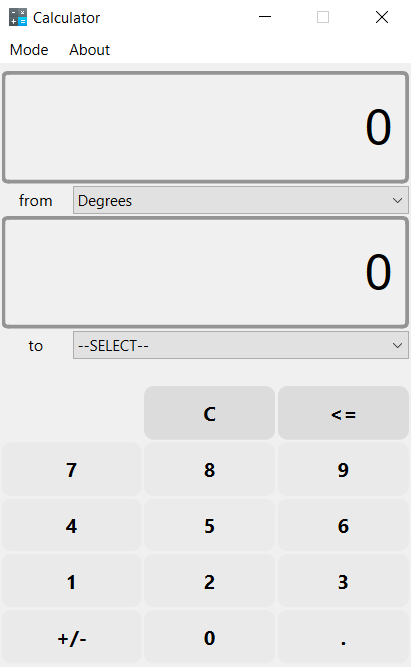 Calculator
Mode About
0
from Degrees
0
to --SELECT--
C <=
7 8 9
4 5 6
1 2 3
+/- 0 .